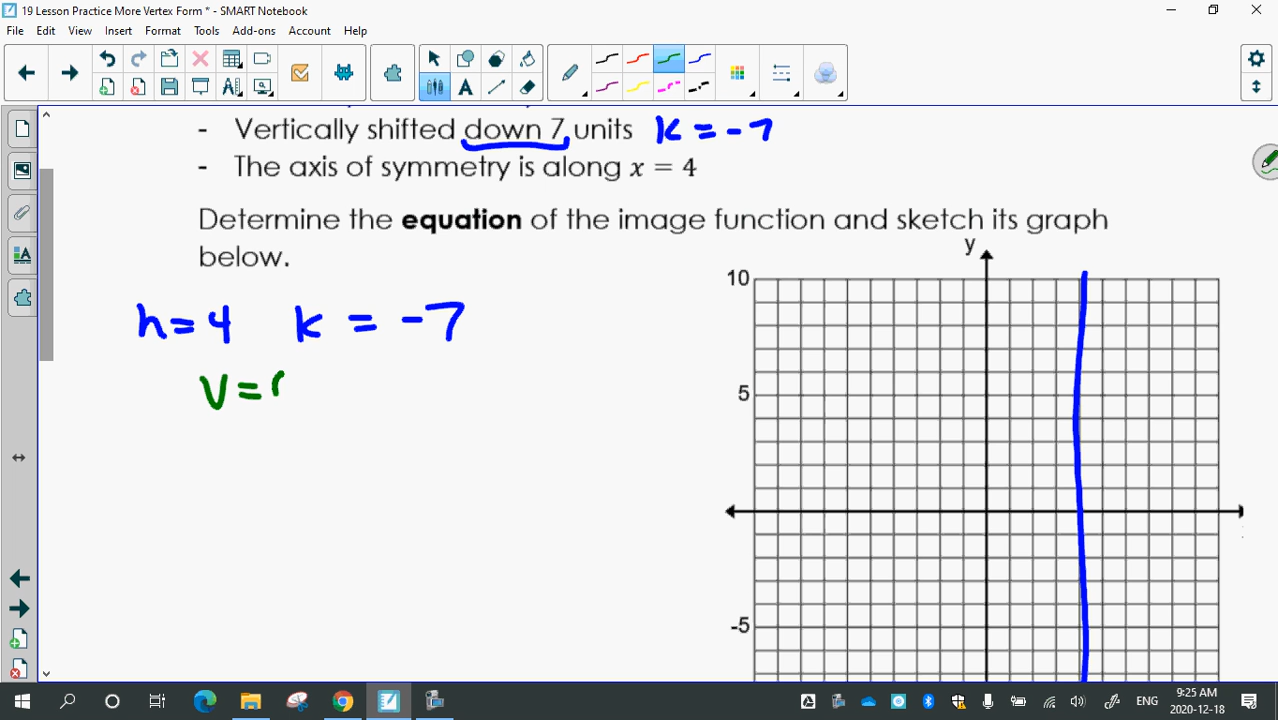 19 Lesson Practice More Vertex Form * - SMART Notebook
File Edit View Insert Format Tools Add-ons Account Help
- Vertically shifted down 7 units k = -7
- The axis of symmetry is along x = 4
Determine the equation of the image function and sketch its graph
below.
y
10
h = 4 k = -7
V = (
5
-5
ENG
9:25 AM
2020-12-18